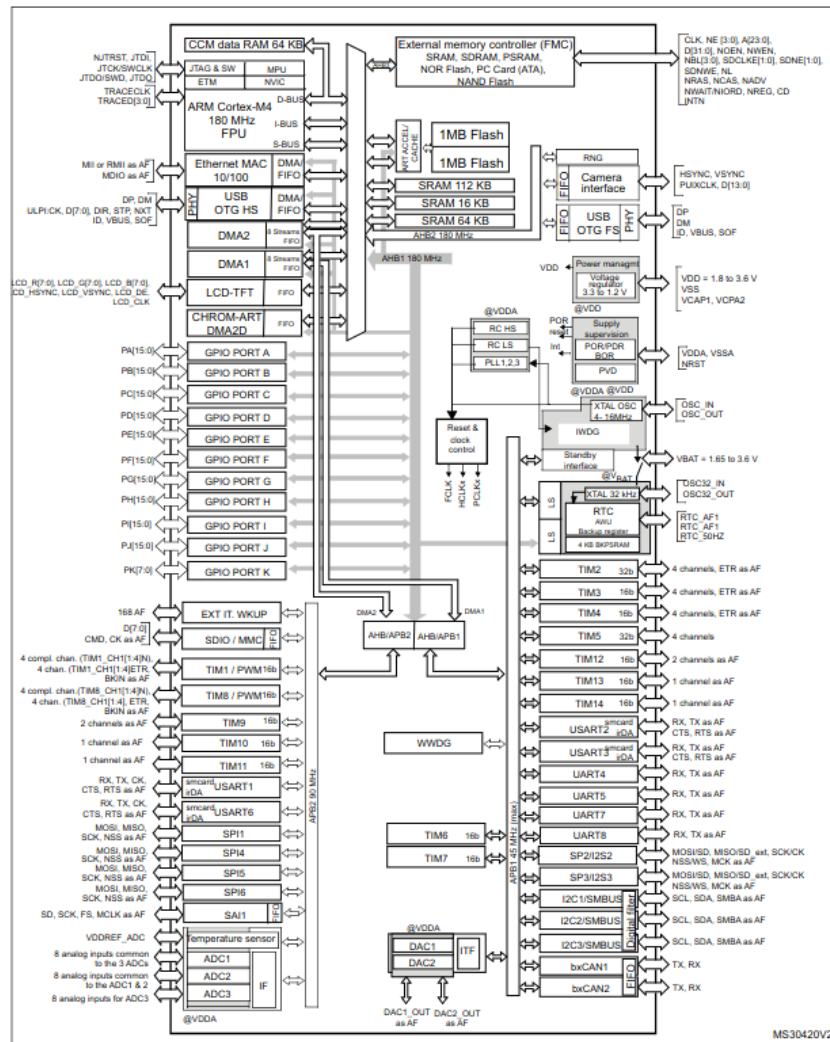 CCM data RAM 64 KB
External memory controller (FMC)
SRAM, SDRAM, PSRAM,
NOR Flash, PC Card (ATA),
NAND Flash
AHB3
CLK, NE [3:0], A[23:0],
D[31:0], NOEN, NWEN,
NBL[3:0], SDCLKE[1:0], SDNE[1:0],
SDNWE, NL
NRAS, NCAS, NADV
NWAIT/NIORD, NREG, CD
INTN
NJTRST, JTDI,
JTCK/SWCLK
JTDO/SWD, JTDO
TRACECLK
TRACED[3:0]
JTAG & SW
MPU
ETM
NVIC
ARM Cortex-M4
180 MHz
FPU
D-BUS
I-BUS
S-BUS
ART ACCEL/
CACHE
1MB Flash
1MB Flash
SRAM 112 KB
SRAM 16 KB
SRAM 64 KB
AHB2 180 MHz
AHB1 180 MHz
MII or RMII as AF
MDIO as AF
Ethernet MAC
10/100
DMA/
FIFO
DP, DM
ULPI:CK, D[7:0], DIR, STP, NXT
ID, VBUS, SOF
PHY
USB
OTG HS
DMA/
FIFO
DMA2
8 Streams
FIFO
DMA1
8 Streams
FIFO
LCD_R[7:0], LCD_G[7:0], LCD_B[7:0],
CD_HSYNC, LCD_VSYNC, LCD_DE,
LCD_CLK
LCD-TFT
FIFO
CHROM-ART
DMA2D
FIFO
RNG
FIFO
Camera
interface
HSYNC, VSYNC
PUIXCLK, D[13:0]
FIFO
USB
OTG FS
PHY
DP
DM
ID, VBUS, SOF
VDD
Power managmt
Voltage
regulator
3.3 to 1.2 V
@VDD
VDD = 1.8 to 3.6 V
VSS
VCAP1, VCPA2
@VDDA
RC HS
RC LS
PLL1,2,3
POR
reset
Int
Supply
supervision
POR/PDR
BOR
PVD
VDDA, VSSA
NRST
@VDDA @VDD
XTAL OSC
4- 16MHz
OSC_IN
OSC_OUT
IWDG
Reset &
clock
control
FCLK
HCLKx
PCLKx
Standby
interface
VBAT = 1.65 to 3.6 V
@VBAT
LS
LS
XTAL 32 kHz
OSC32_IN
OSC32_OUT
RTC
AWU
Backup register
4 KB BKPSRAM
RTC_AF1
RTC_AF1
RTC_50HZ
PA[15:0]
GPIO PORT A
PB[15:0]
GPIO PORT B
PC[15:0]
GPIO PORT C
PD[15:0]
GPIO PORT D
PE[15:0]
GPIO PORT E
PF[15:0]
GPIO PORT F
PG[15:0]
GPIO PORT G
PH[15:0]
GPIO PORT H
PI[15:0]
GPIO PORT I
PJ[15:0]
GPIO PORT J
PK[7:0]
GPIO PORT K
DMA2
DMA1
AHB/APB2
AHB/APB1
168 AF
EXT IT. WKUP
D[7:0]
CMD, CK as AF
SDIO / MMC
FIFO
4 compl. chan. (TIM1_CH1[1:4]N)
4 chan. (TIM1_CH1[1:4]ETR,
BKIN as AF
TIM1 / PWM 16b
4 compl. chan.(TIM8_CH1[1:4]N),
4 chan. (TIM8_CH1[1:4], ETR,
BKIN as AF
TIM8 / PWM 16b
2 channels as AF
TIM9 16b
1 channel as AF
TIM10 16b
1 channel as AF
TIM11 16b
RX, TX, CK,
CTS, RTS as AF
smcard
irDA
USART1
RX, TX, CK,
CTS, RTS as AF
smcard
irDA
USART6
MOSI, MISO,
SCK, NSS as AF
SPI1
MOSI, MISO,
SCK, NSS as AF
SPI4
MOSI, MISO,
SCK, NSS as AF
SPI5
MOSI, MISO,
SCK, NSS as AF
SPI6
SD, SCK, FS, MCLK as AF
SAI1
FIFO
APB2 90 MHz
VDDREF_ADC
Temperature sensor
8 analog inputs common
to the 3 ADCs
ADC1
8 analog inputs common
to the ADC1 & 2
ADC2
8 analog inputs for ADC3
ADC3
IF
@VDDA
WWDG
TIM6 16b
TIM7 16b
@VDDA
DAC1
DAC2
ITF
DAC1_OUT
as AF
DAC2_OUT
as AF
APB1 45 MHz (max)
TIM2 32b
4 channels, ETR as AF
TIM3 16b
4 channels, ETR as AF
TIM4 16b
4 channels, ETR as AF
TIM5 32b
4 channels
TIM12 16b
2 channels as AF
TIM13 16b
1 channel as AF
TIM14 16b
1 channel as AF
USART2
smcard
irDA
RX, TX as AF
CTS, RTS as AF
USART3
smcard
irDA
RX, TX as AF
CTS, RTS as AF
UART4
RX, TX as AF
UART5
RX, TX as AF
UART7
RX, TX as AF
UART8
RX, TX as AF
SP2/I2S2
MOSI/SD, MISO/SD_ext, SCK/CK
NSS/WS, MCK as AF
SP3/I2S3
MOSI/SD, MISO/SD_ext, SCK/CK
NSS/WS, MCK as AF
I2C1/SMBUS
SCL, SDA, SMBA as AF
I2C2/SMBUS
SCL, SDA, SMBA as AF
I2C3/SMBUS
SCL, SDA, SMBA as AF
Digital filter
bxCAN1
TX, RX
bxCAN2
TX, RX
FIFO
MS30420V2